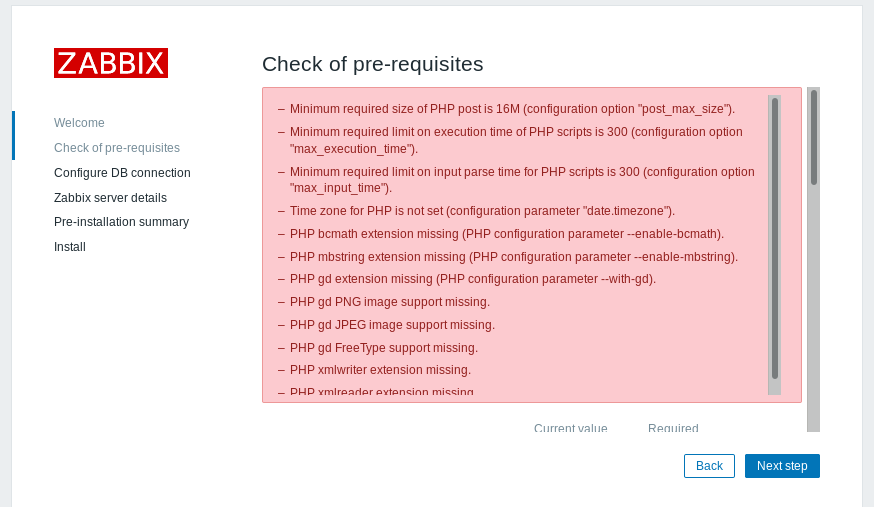 ZABBIX
Check of pre-requisites
Welcome
Check of pre-requisites
Configure DB connection
Zabbix server details
Pre-installation summary
Install
– Minimum required size of PHP post is 16M (configuration option "post_max_size").
– Minimum required limit on execution time of PHP scripts is 300 (configuration option
"max_execution_time").
– Minimum required limit on input parse time for PHP scripts is 300 (configuration option
"max_input_time").
– Time zone for PHP is not set (configuration parameter "date.timezone").
– PHP bcmath extension missing (PHP configuration parameter --enable-bcmath).
– PHP mbstring extension missing (PHP configuration parameter --enable-mbstring).
– PHP gd extension missing (PHP configuration parameter --with-gd).
– PHP gd PNG image support missing.
– PHP gd JPEG image support missing.
– PHP gd FreeType support missing.
– PHP xmlwriter extension missing.
– PHP xmlreader extension missing.
Current value Required
Back Next step